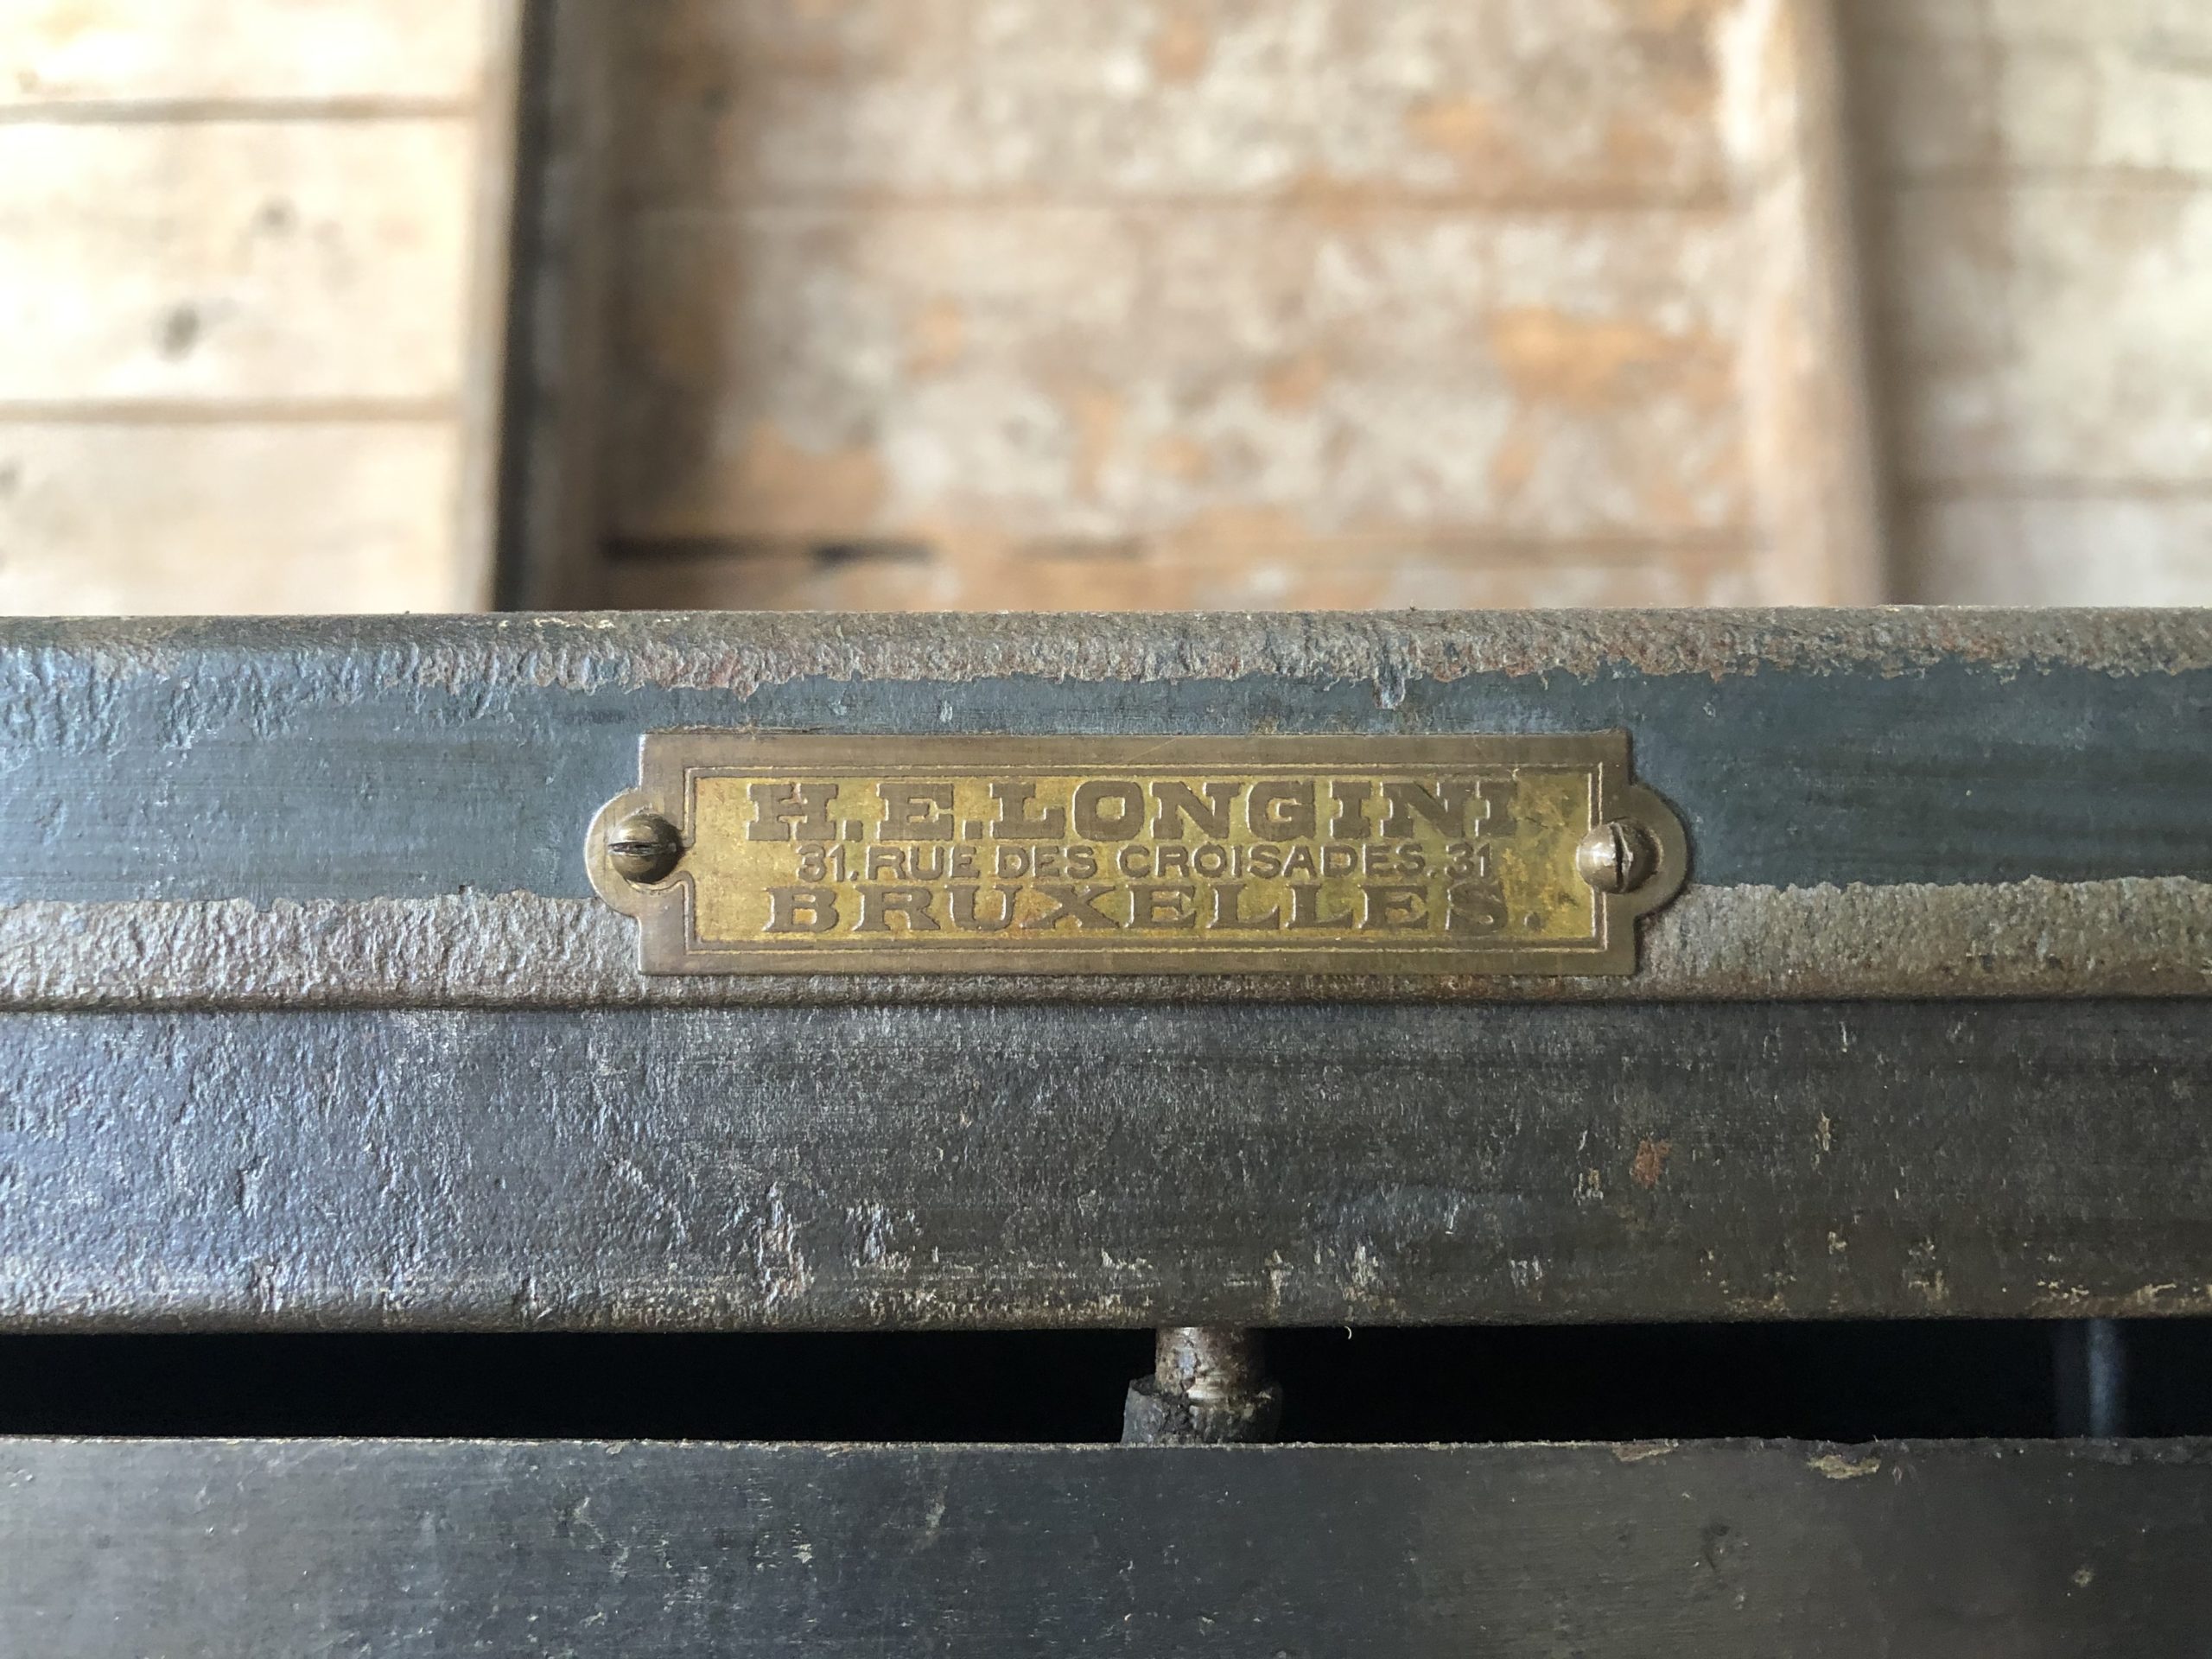 H.E.LONGINI
31.RUE DES CROISADES.31
BRUXELLES.